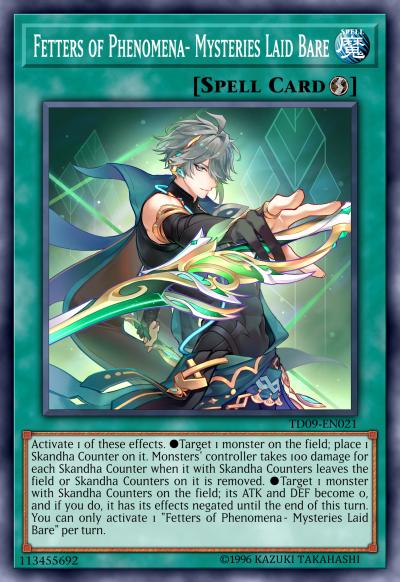 Fetters of Phenomena- Mysteries Laid Bare
SPELL
魔
[Spell Card]
TD09-EN021
Activate 1 of these effects. ●Target 1 monster on the field; place 1
Skandha Counter on it. Monsters' controller takes 100 damage for
each Skandha Counter when it with Skandha Counters leaves the
field or Skandha Counters on it is removed. ●Target 1 monster
with Skandha Counters on the field; its ATK and DEF become 0,
and if you do, it has its effects negated until the end of this turn.
You can only activate 1 "Fetters of Phenomena- Mysteries Laid
Bare" per turn.
113455692
©1996 KAZUKI TAKAHASHI